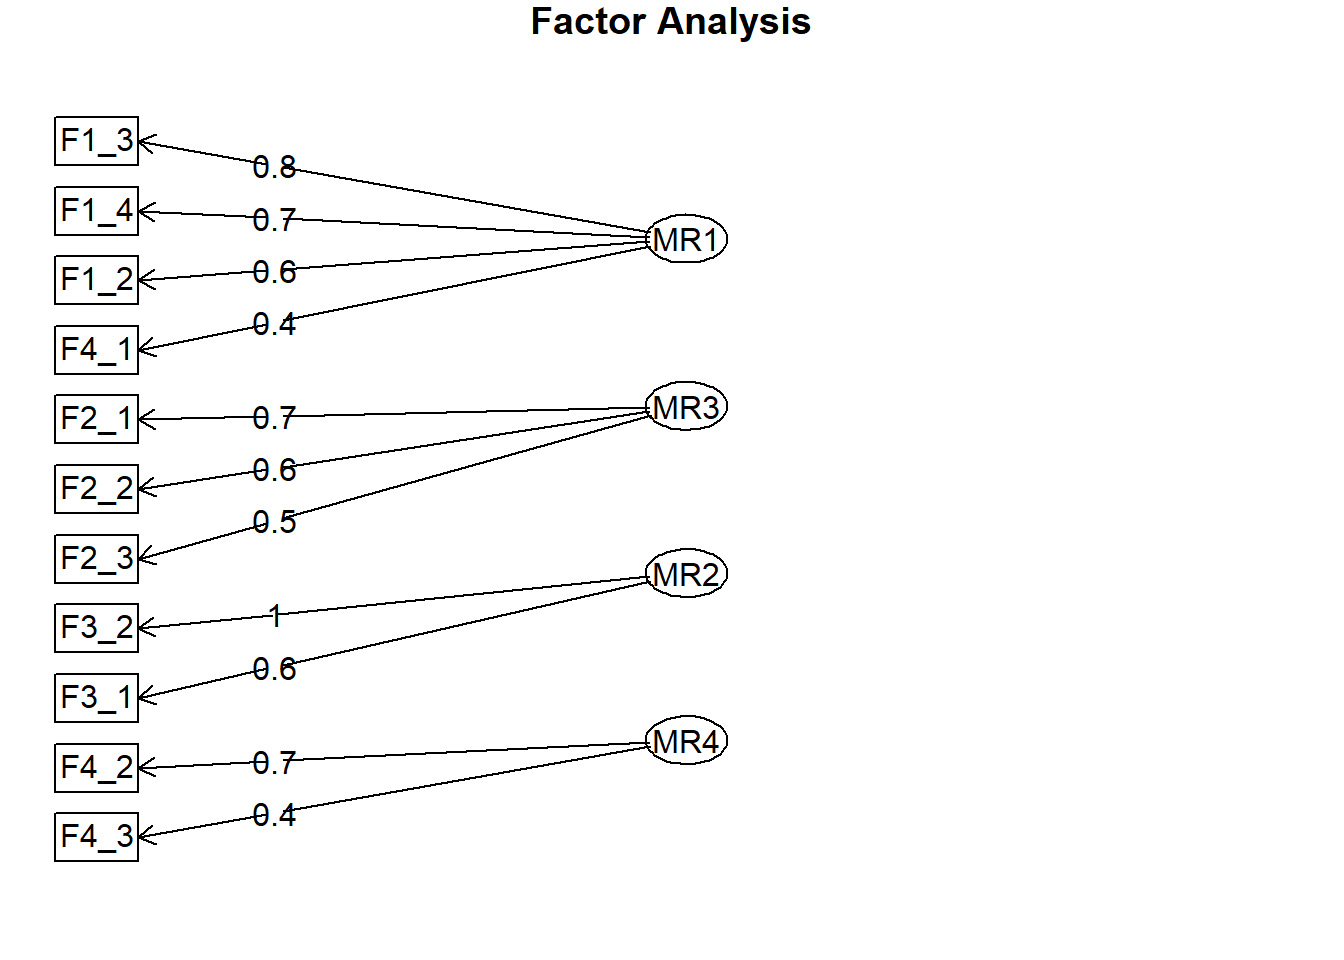 Factor Analysis
F1_3
0.8
F1_4
0.7
MR1
F1_2
0.6
F4_1
0.4
F2_1
0.7
MR3
F2_2
0.6
F2_3
0.5
MR2
F3_2
1
F3_1
0.6
MR4
F4_2
0.7
F4_3
0.4